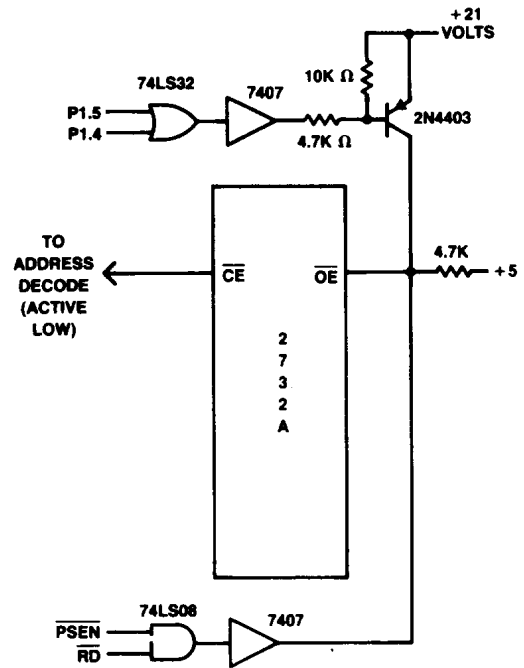 +21
VOLTS
74LS32
7407
10K Ω
P1.5
P1.4
4.7K Ω
2N4403
TO
ADDRESS
DECODE
(ACTIVE
LOW)
CE
OE
4.7K
+5
2
7
3
2
A
74LS08
7407
PSEN
RD